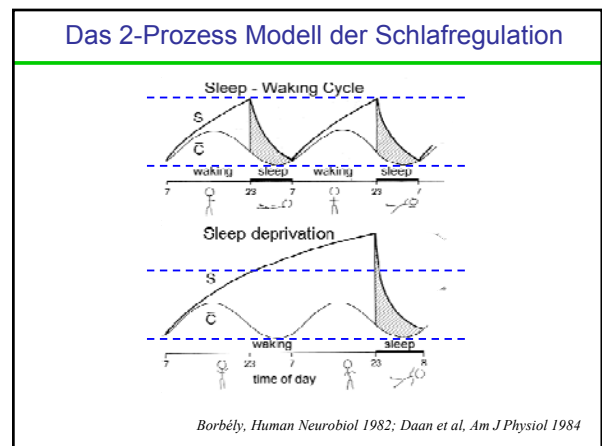 Das 2-Prozess Modell der Schlafregulation
Sleep - Waking Cycle
S
C̅
waking sleep waking sleep
7 23 7 23 7
Sleep deprivation
S
C̅
waking sleep
7 23 7 23 8
time of day
Borbély, Human Neurobiol 1982; Daan et al, Am J Physiol 1984